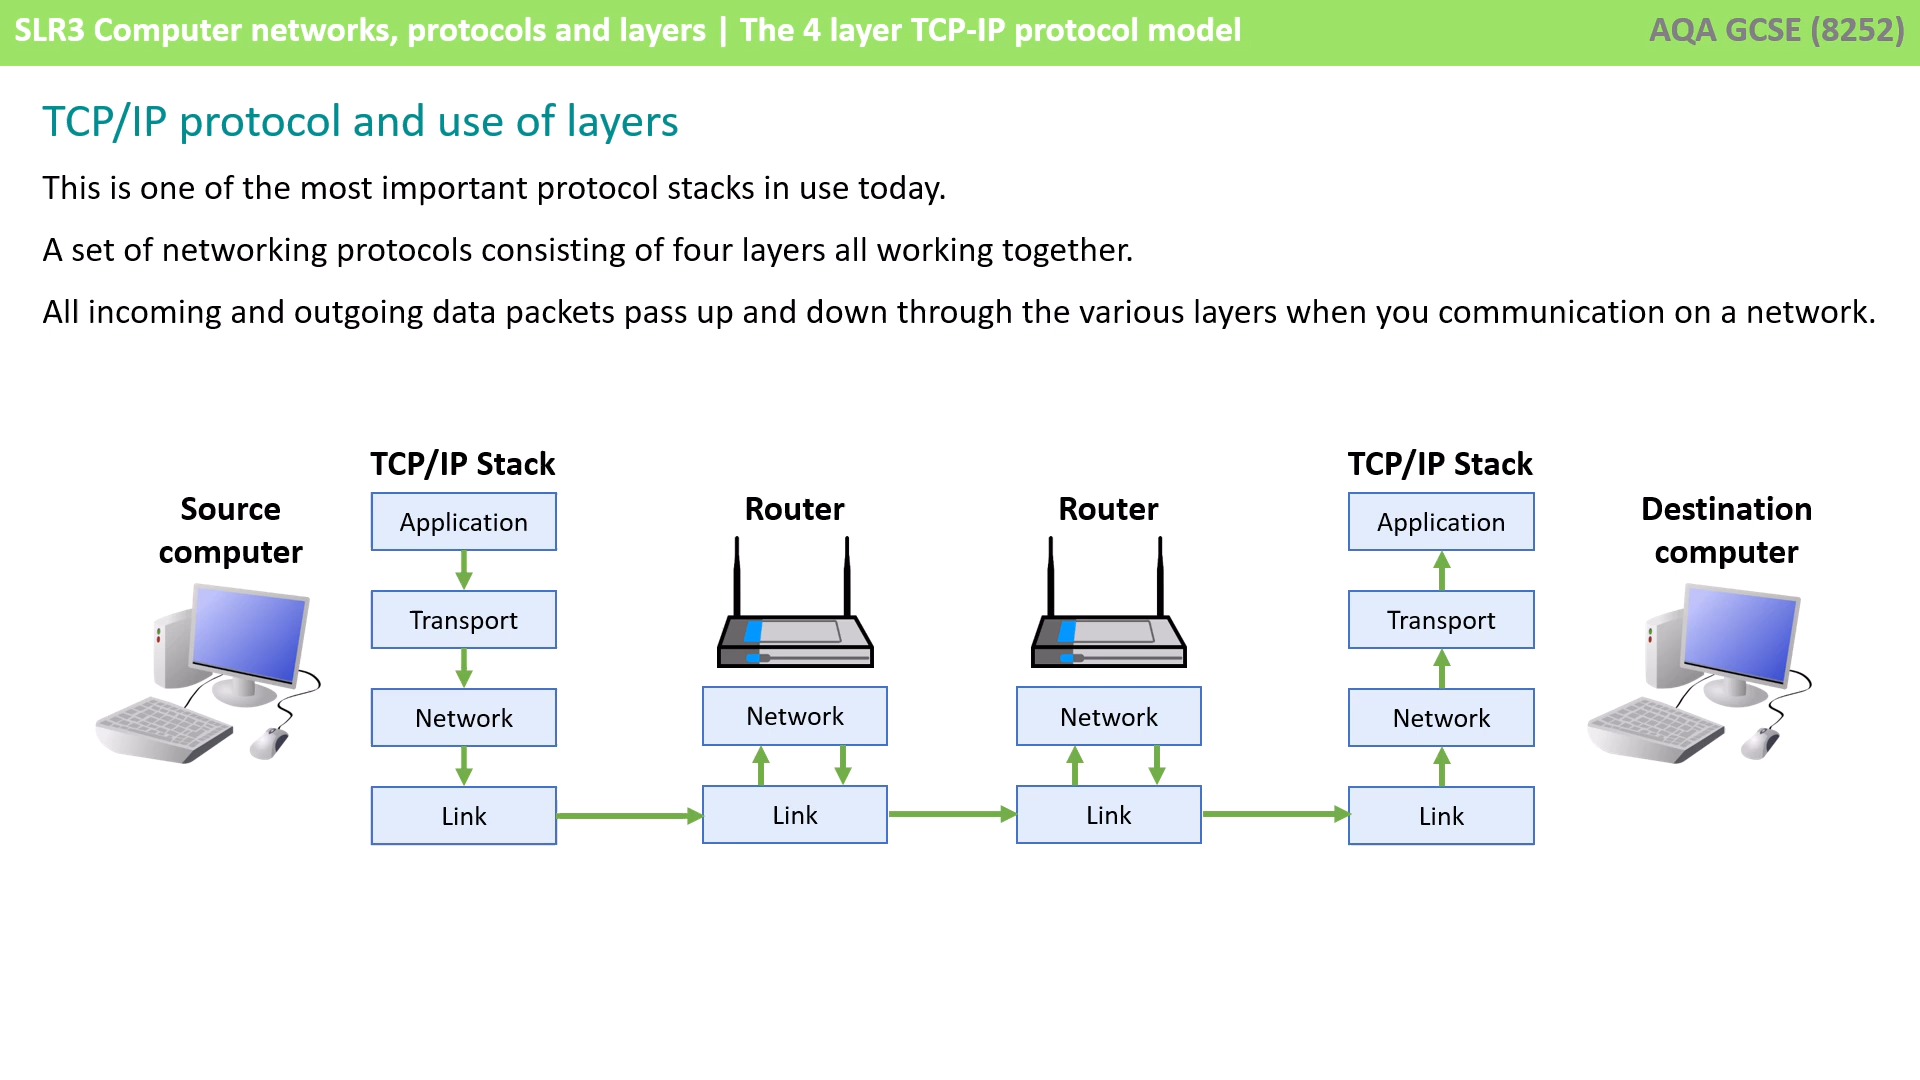 SLR3 Computer networks, protocols and layers | The 4 layer TCP-IP protocol model
AQA GCSE (8252)
TCP/IP protocol and use of layers
This is one of the most important protocol stacks in use today.
A set of networking protocols consisting of four layers all working together.
All incoming and outgoing data packets pass up and down through the various layers when you communication on a network.
Source
computer
TCP/IP Stack
Application
Transport
Network
Link
Router
Network
Link
Router
Network
Link
TCP/IP Stack
Application
Transport
Network
Link
Destination
computer